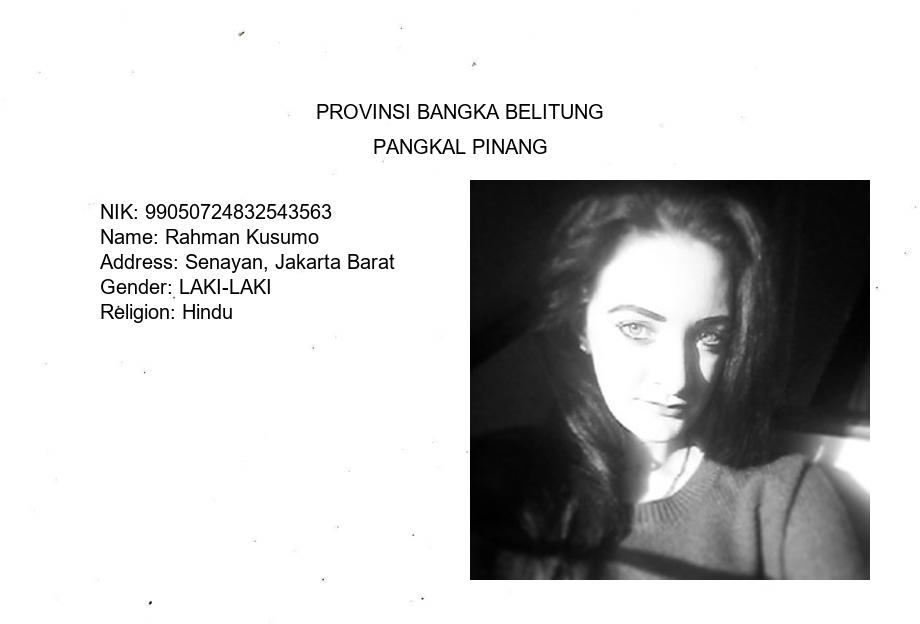 PROVINSI BANGKA BELITUNG
PANGKAL PINANG
NIK: 99050724832543563
Name: Rahman Kusumo
Address: Senayan, Jakarta Barat
Gender: LAKI-LAKI
Religion: Hindu